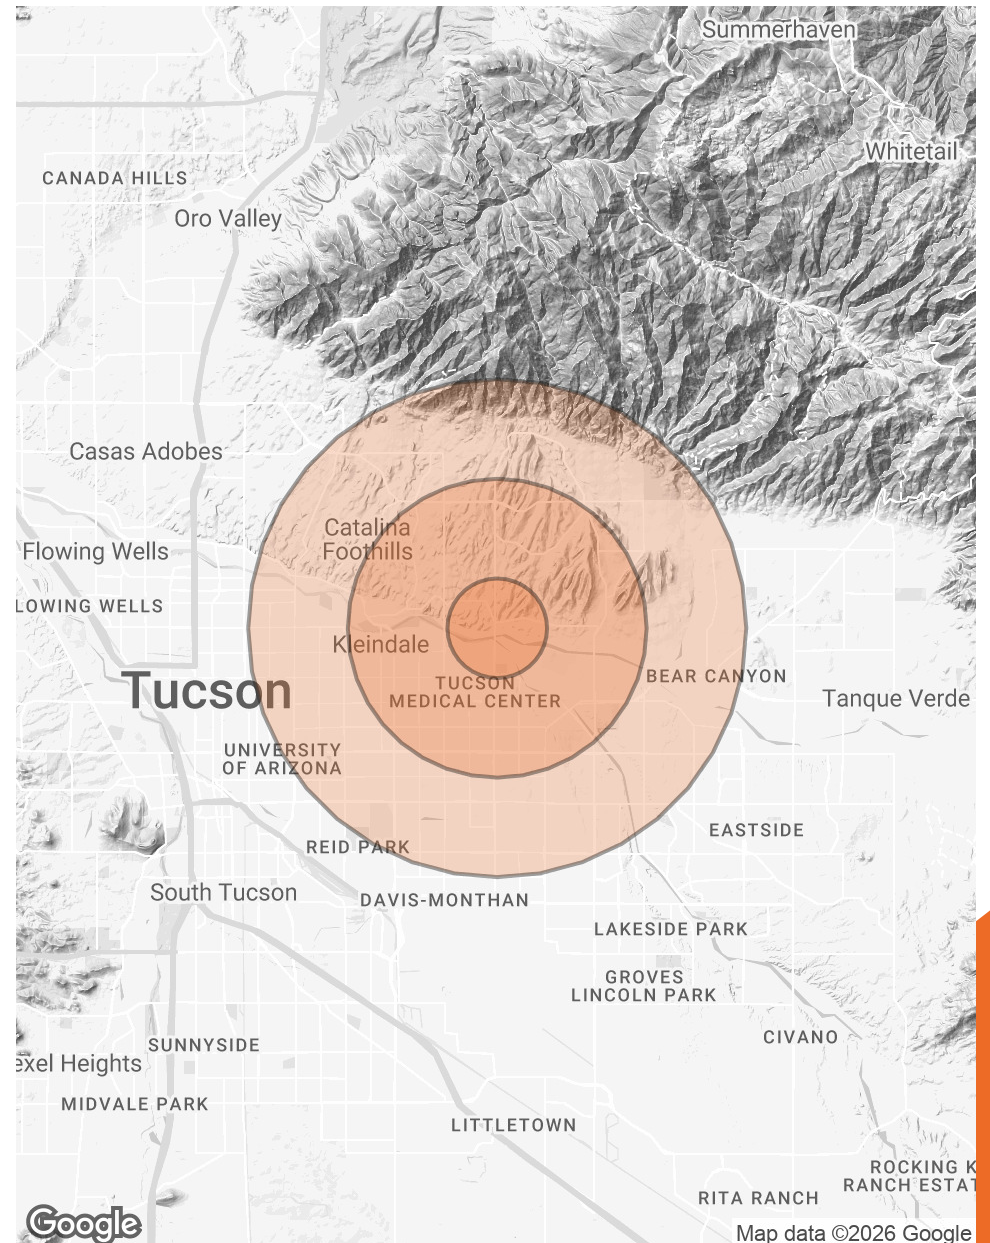 Summerhaven
Whitetail
CANADA HILLS
Oro Valley
Casas Adobes
Catalina
Foothills
Flowing Wells
LOWING WELLS
Kleindale
TUCSON
MEDICAL CENTER
BEAR CANYON
Tucson
Tanque Verde
UNIVERSITY
OF ARIZONA
EASTSIDE
REID PARK
South Tucson
DAVIS-MONTHAN
LAKESIDE PARK
GROVES
LINCOLN PARK
CIVANO
SUNNYSIDE
exel Heights
MIDVALE PARK
LITTLETOWN
ROCKING K
RANCH ESTAT
RITA RANCH
Google
Map data ©2026 Google